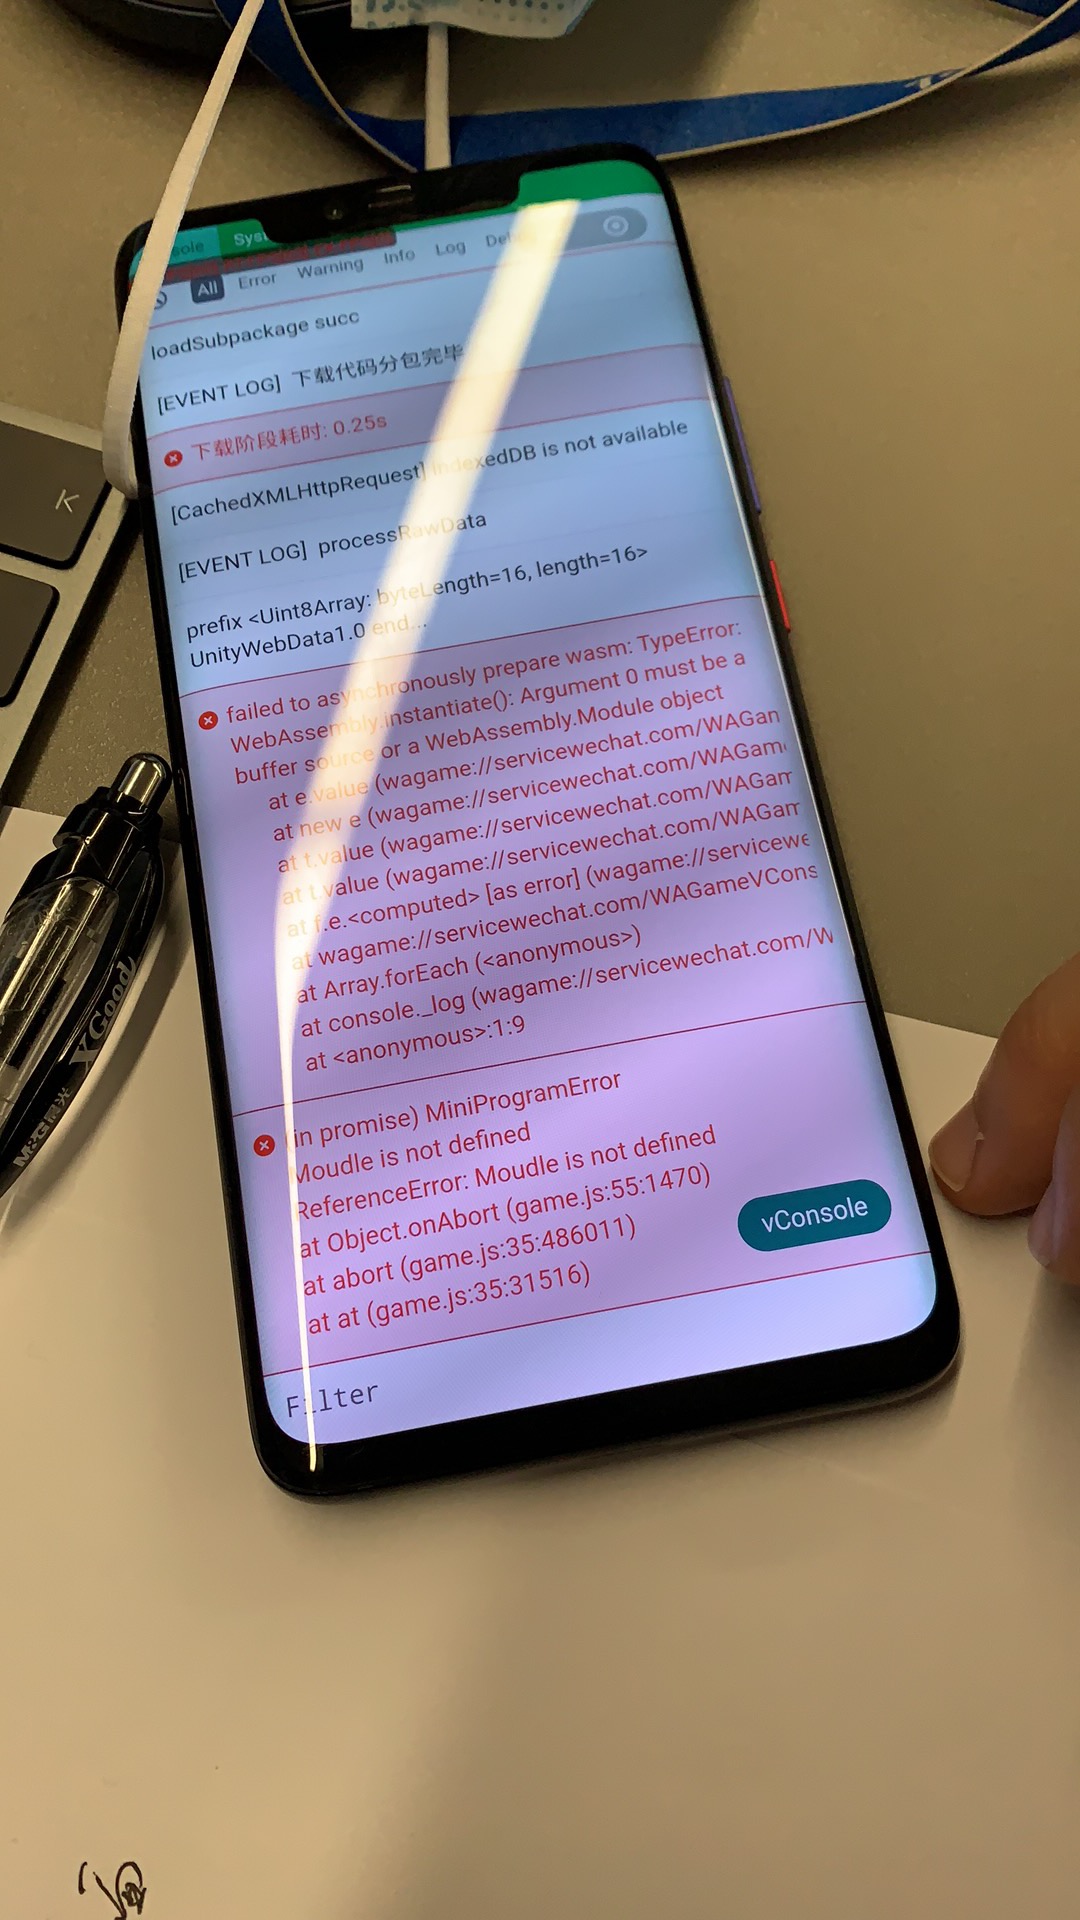 Syst
All Error Warning Info Log De
loadSubpackage succ
[EVENT LOG] 下载代码分包完毕
下载阶段耗时: 0.25s
[CachedXMLHttpRequest] IndexedDB is not available
[EVENT LOG] processRawData
prefix <Uint8Array: byteLength=16, length=16>
UnityWebData1.0 end...
failed to asynchronously prepare wasm: TypeError:
WebAssembly.instantiate(): Argument 0 must be a
buffer source or a WebAssembly.Module object
at e.value (wagame://servicewechat.com/WAGam
at new e (wagame://servicewechat.com/WAGam
at t.value (wagame://servicewechat.com/WAGam
at t.value (wagame://servicewechat.com/WAGam
at f.e.<computed> [as error] (wagame://servicewe
at wagame://servicewechat.com/WAGameVCons
at Array.forEach (<anonymous>)
at console._log (wagame://servicewechat.com/W
at <anonymous>:1:9
(in promise) MiniProgramError
Moudle is not defined
ReferenceError: Moudle is not defined
at Object.onAbort (game.js:55:1470)
at abort (game.js:35:486011)
at at (game.js:35:31516)
vConsole
Filter
K
XGood
M&G晨光